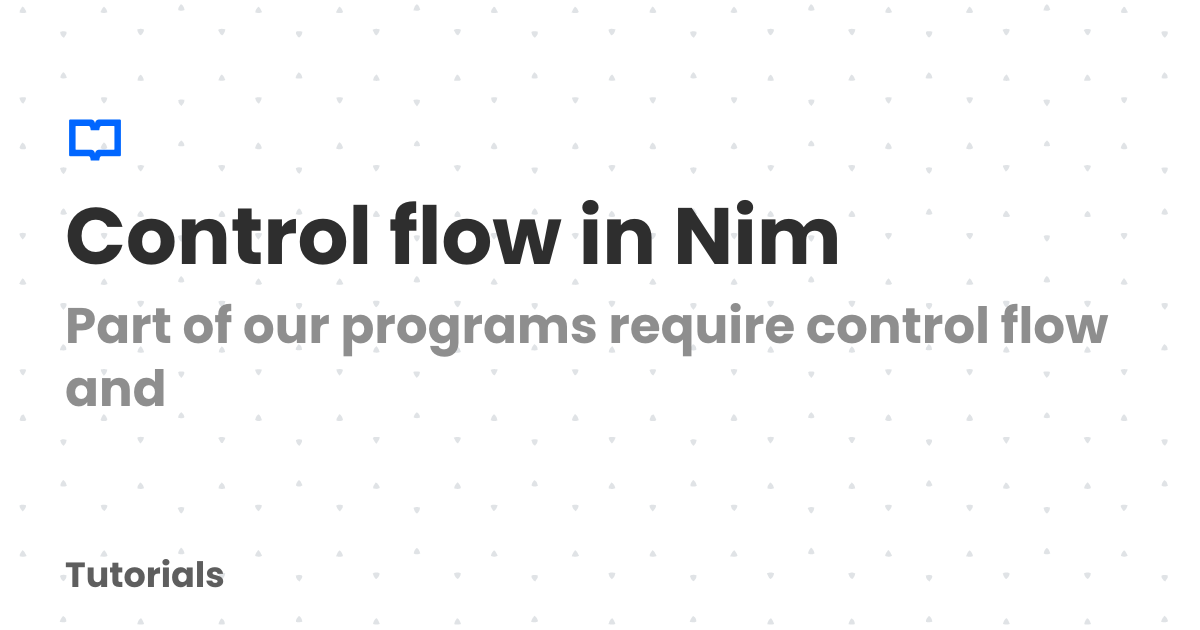 Control flow in Nim
Part of our programs require control flow
and
Tutorials